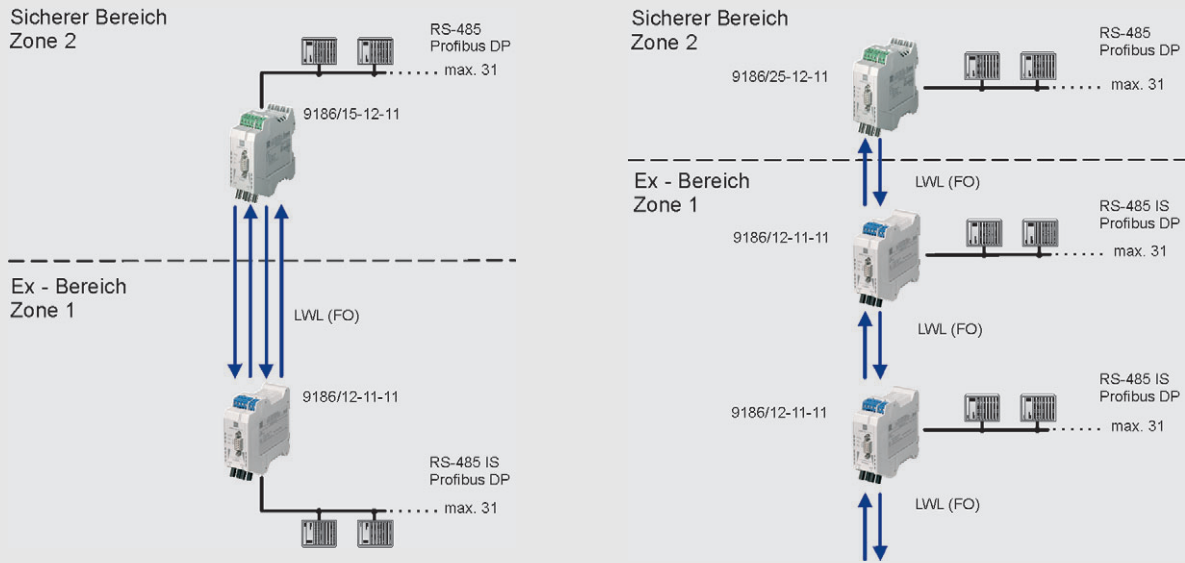 Sicherer Bereich
Zone 2
RS-485
Profibus DP
max. 31
9186/15-12-11
Ex - Bereich
Zone 1
LWL (FO)
9186/12-11-11
RS-485 IS
Profibus DP
max. 31
Sicherer Bereich
Zone 2
RS-485
Profibus DP
max. 31
9186/25-12-11
LWL (FO)
Ex - Bereich
Zone 1
RS-485 IS
Profibus DP
max. 31
9186/12-11-11
LWL (FO)
RS-485 IS
Profibus DP
max. 31
9186/12-11-11
LWL (FO)